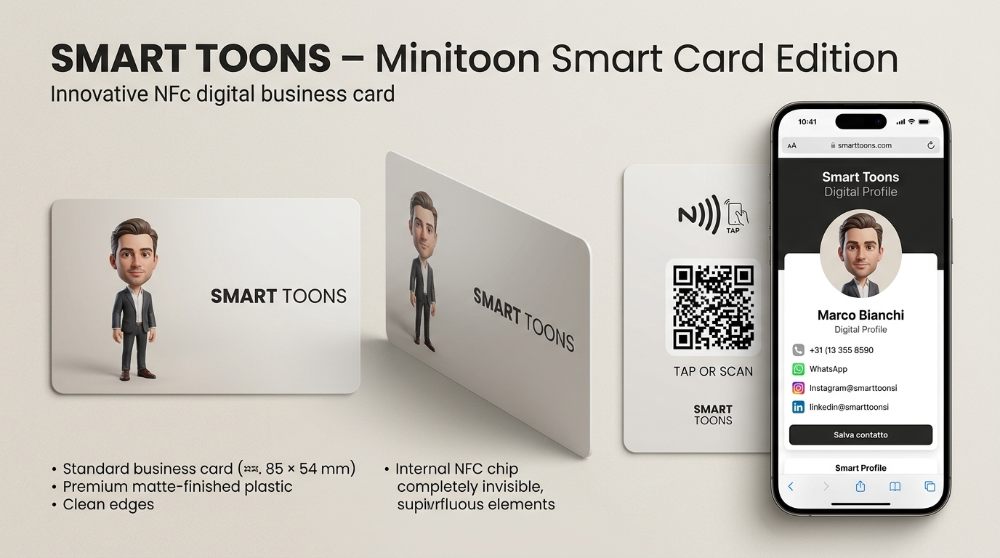 SMART TOONS – Minitoon Smart Card Edition
Innovative NFc digital business card
SMART TOONS
SMART TOONS
N
TAP
TAP OR SCAN
SMART
TOONS
10:41
AA smarttoons.com
Smart Toons
Digital Profile
Marco Bianchi
Digital Profile
+31 (13 355 8590
WhatsApp
Instagram@smarttoonsi
in linkedin@smarttoonsi
Salva contatto
Smart Profile
• Standard business card ( 85 × 54 mm)
• Premium matte-finished plastic
• Clean edges
• Internal NFC chip
completely invisible,
supivrfluous elements